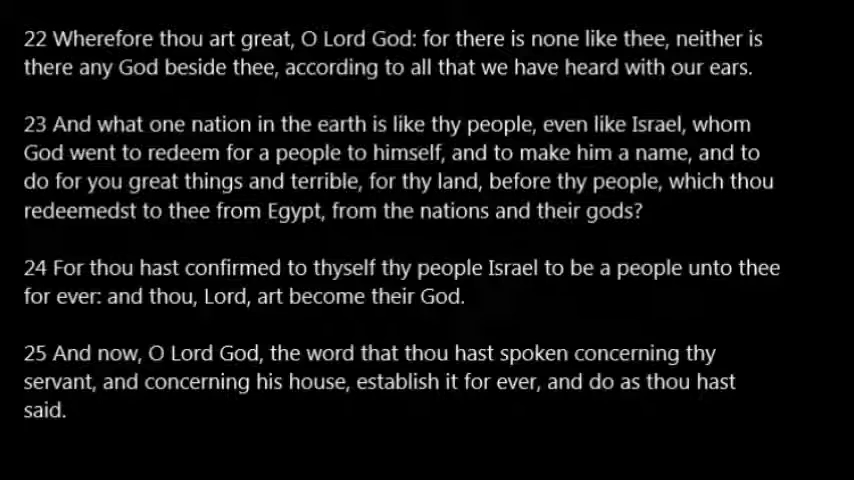 22 Wherefore thou art great, O Lord God: for there is none like thee, neither is
there any God beside thee, according to all that we have heard with our ears.
23 And what one nation in the earth is like thy people, even like Israel, whom
God went to redeem for a people to himself, and to make him a name, and to
do for you great things and terrible, for thy land, before thy people, which thou
redeemedst to thee from Egypt, from the nations and their gods?
24 For thou hast confirmed to thyself thy people Israel to be a people unto thee
for ever: and thou, Lord, art become their God.
25 And now, O Lord God, the word that thou hast spoken concerning thy
servant, and concerning his house, establish it for ever, and do as thou hast
said.